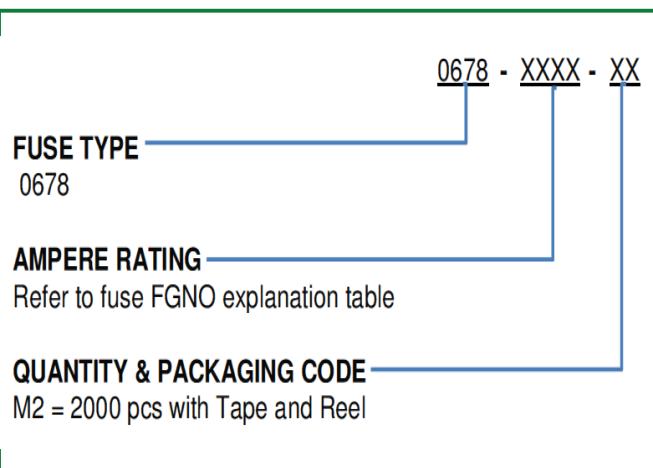 0678 - XXXX - XX
FUSE TYPE
0678
AMPERE RATING
Refer to fuse FGNO explanation table
QUANTITY & PACKAGING CODE
M2 = 2000 pcs with Tape and Reel